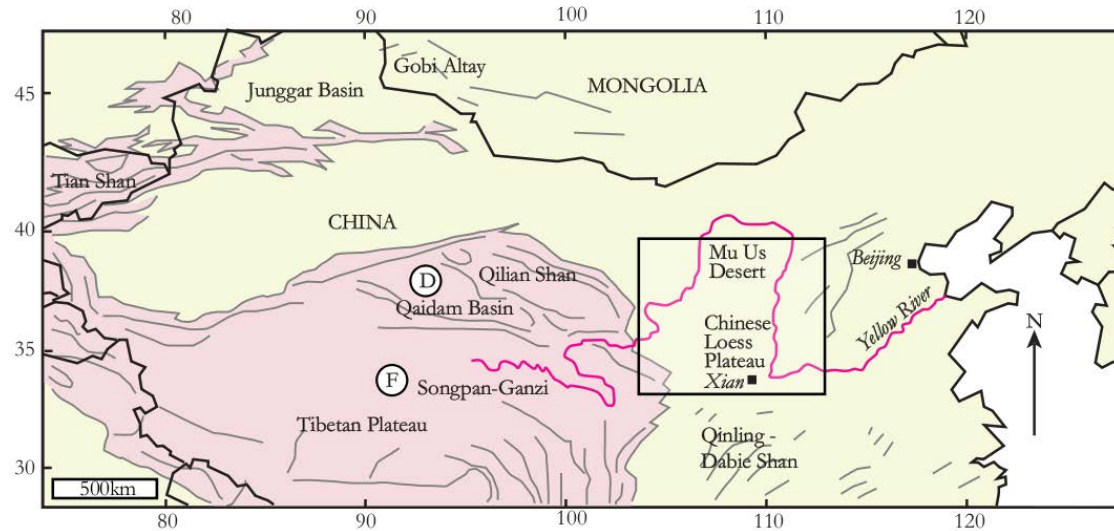 80
90
100
110
120
45
40
35
30
Gobi Altay
MONGOLIA
Junggar Basin
Tian Shan
CHINA
Mu Us
Desert
Beijing
Qilian Shan
D
Qaidam Basin
Yellow River
N
Chinese
Loess
Plateau
Xian
F
Songpan-Ganzi
Tibetan Plateau
Qinling -
Dabie Shan
500km
80
90
100
110
120